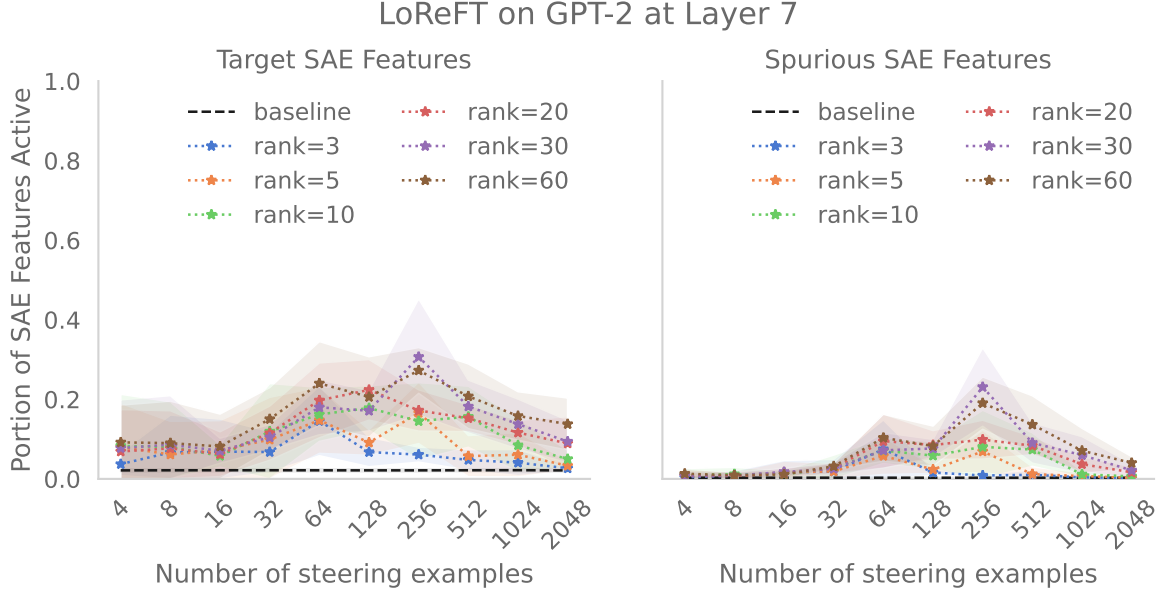 LoReFT on GPT-2 at Layer 7
Target SAE Features
Portion of SAE Features Active
1.0
0.8
0.6
0.4
0.2
0.0
baseline
rank=3
rank=5
rank=10
rank=20
rank=30
rank=60
4
8
16
32
64
128
256
512
1024
2048
Number of steering examples
Spurious SAE Features
baseline
rank=3
rank=5
rank=10
rank=20
rank=30
rank=60
4
8
16
32
64
128
256
512
1024
2048
Number of steering examples